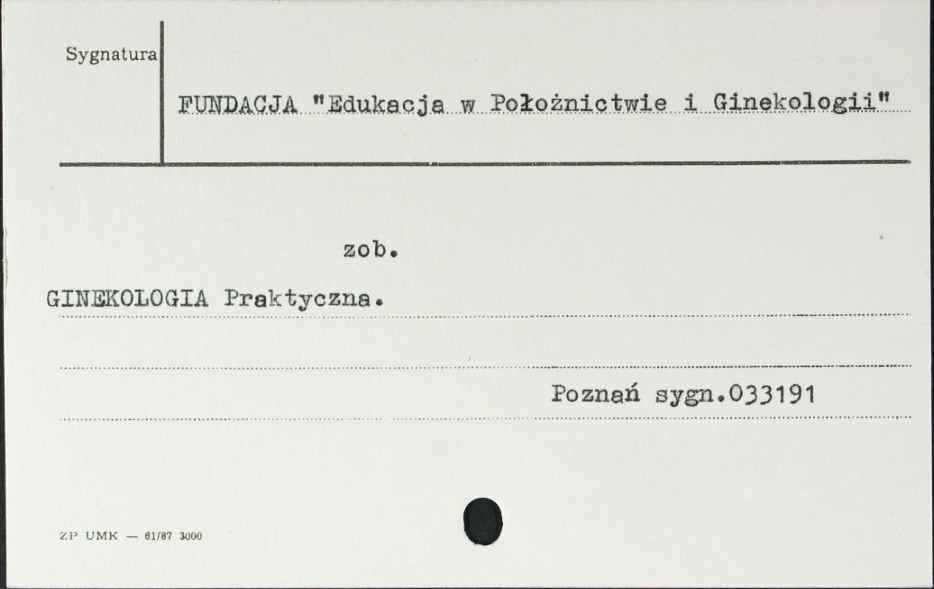 Sygnatura
FUNDACJA "Edukacja w Położnictwie i Ginekologii"
zob.
GINEKOLOGIA Praktyczna.
Poznań sygn.033191
ZP UMK — 61/87 3000